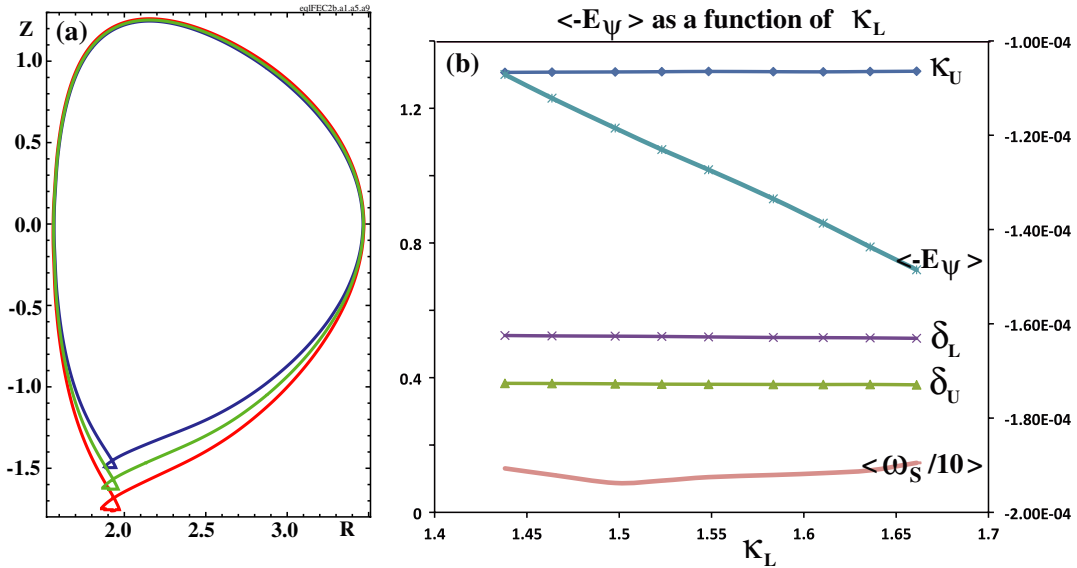 eqIFEC2b.a1.a5.a9
Z
(a)
1.0
0.5
0.0
-0.5
-1.0
-1.5
2.0
2.5
3.0
R
<-Eψ> as a function of κL
(b)
1.2
0.8
0.4
0
1.4
1.45
1.5
1.55
1.6
1.65
1.7
κL
-1.00E-04
-1.20E-04
-1.40E-04
-1.60E-04
-1.80E-04
-2.00E-04
κU
<-Eψ>
δL
δU
<ωS/10>